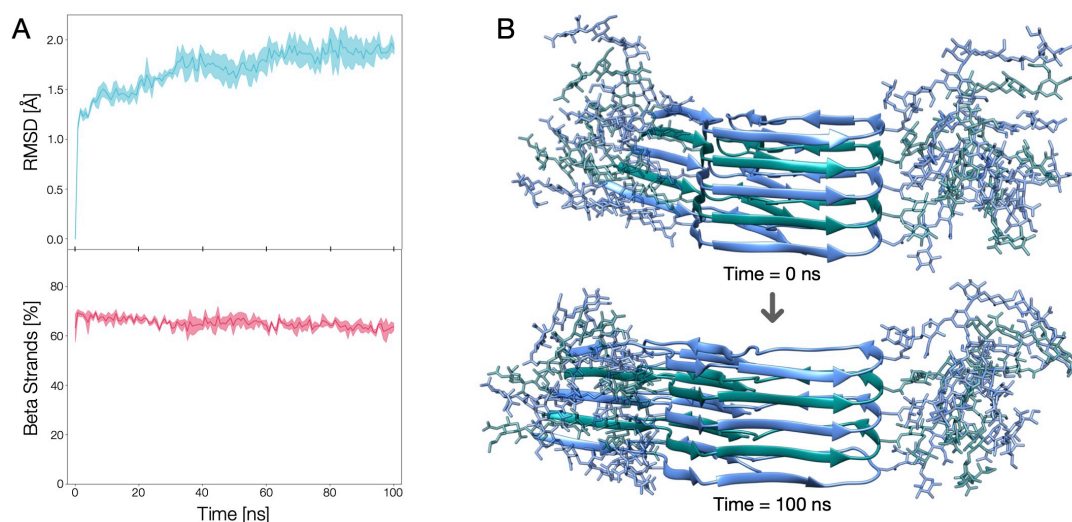 A
B
RMSD [Å]
2.0
1.5
1.0
0.5
0.0
Beta Strands [%]
80
60
40
20
0
0 20 40 60 80 100
Time [ns]
Time = 0 ns
Time = 100 ns